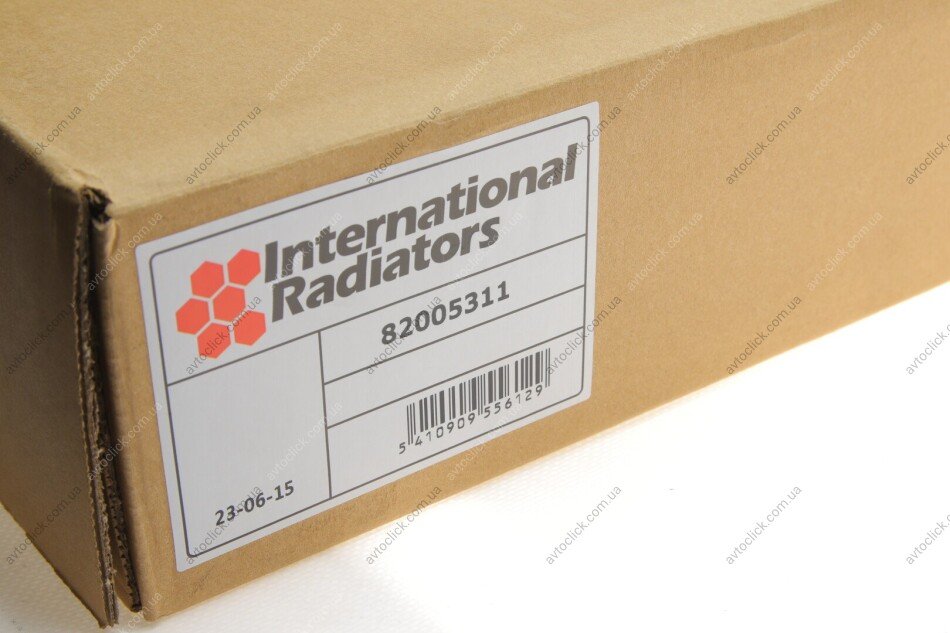 International
Radiators
82005311
5 410909 556129
23-06-15
avtoclick.com.ua